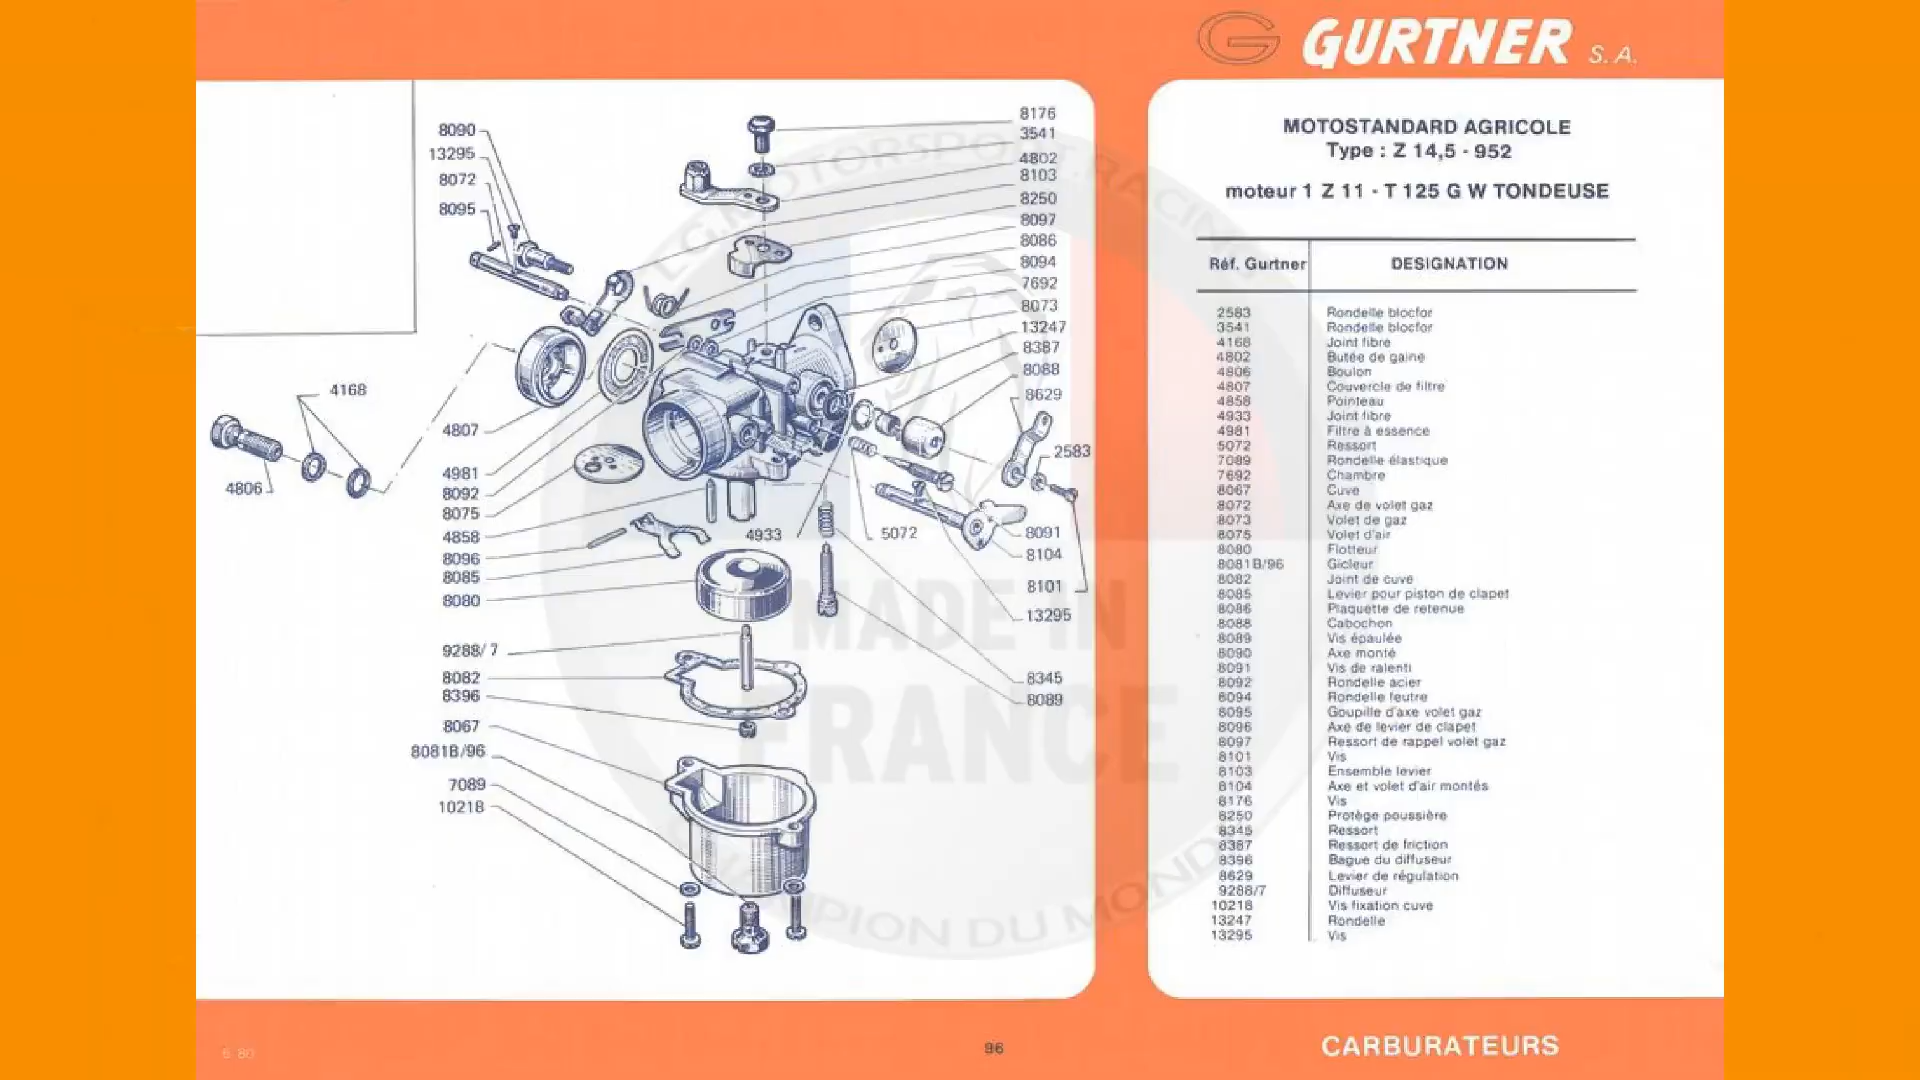 GURTNER S.A.
8090
13295
8072
8095
8176
3541
4802
8103
8250
8097
8086
8094
7692
8073
13247
8387
8088
8629
2583
4168
4806
4807
4981
8092
8075
4858
8096
8085
8080
4933
5072
8091
8104
8101
13295
9288/7
8082
8396
8067
8081B/96
7089
10218
8345
8089
L.G.MOTORSPORT.RACING
MADE IN
FRANCE
CHAMPION DU MONDE
MOTOSTANDARD AGRICOLE
Type : Z 14,5 - 952
moteur 1 Z 11 - T 125 G W TONDEUSE
Réf. Gurtner DESIGNATION
2583 Rondelle blocfor
3541 Rondelle blocfor
4168 Joint fibre
4802 Butée de gaine
4806 Boulon
4807 Couvercle de filtre
4858 Pointeau
4933 Joint fibre
4981 Filtre à essence
5072 Ressort
7089 Rondelle élastique
7692 Chambre
8067 Cuve
8072 Axe de volet gaz
8073 Volet de gaz
8075 Volet d'air
8080 Flotteur
8081B/96 Gicleur
8082 Joint de cuve
8085 Levier pour piston de clapet
8086 Plaquette de retenue
8088 Cabochon
8089 Vis épaulée
8090 Axe monté
8091 Vis de ralenti
8092 Rondelle acier
8094 Rondelle feutre
8095 Goupille d'axe volet gaz
8096 Axe de levier de clapet
8097 Ressort de rappel volet gaz
8101 Vis
8103 Ensemble levier
8104 Axe et volet d'air montés
8176 Vis
8250 Protège poussière
8345 Ressort
8387 Ressort de friction
8396 Bague du diffuseur
8629 Levier de régulation
9288/7 Diffuseur
10218 Vis fixation cuve
13247 Rondelle
13295 Vis
96
CARBURATEURS